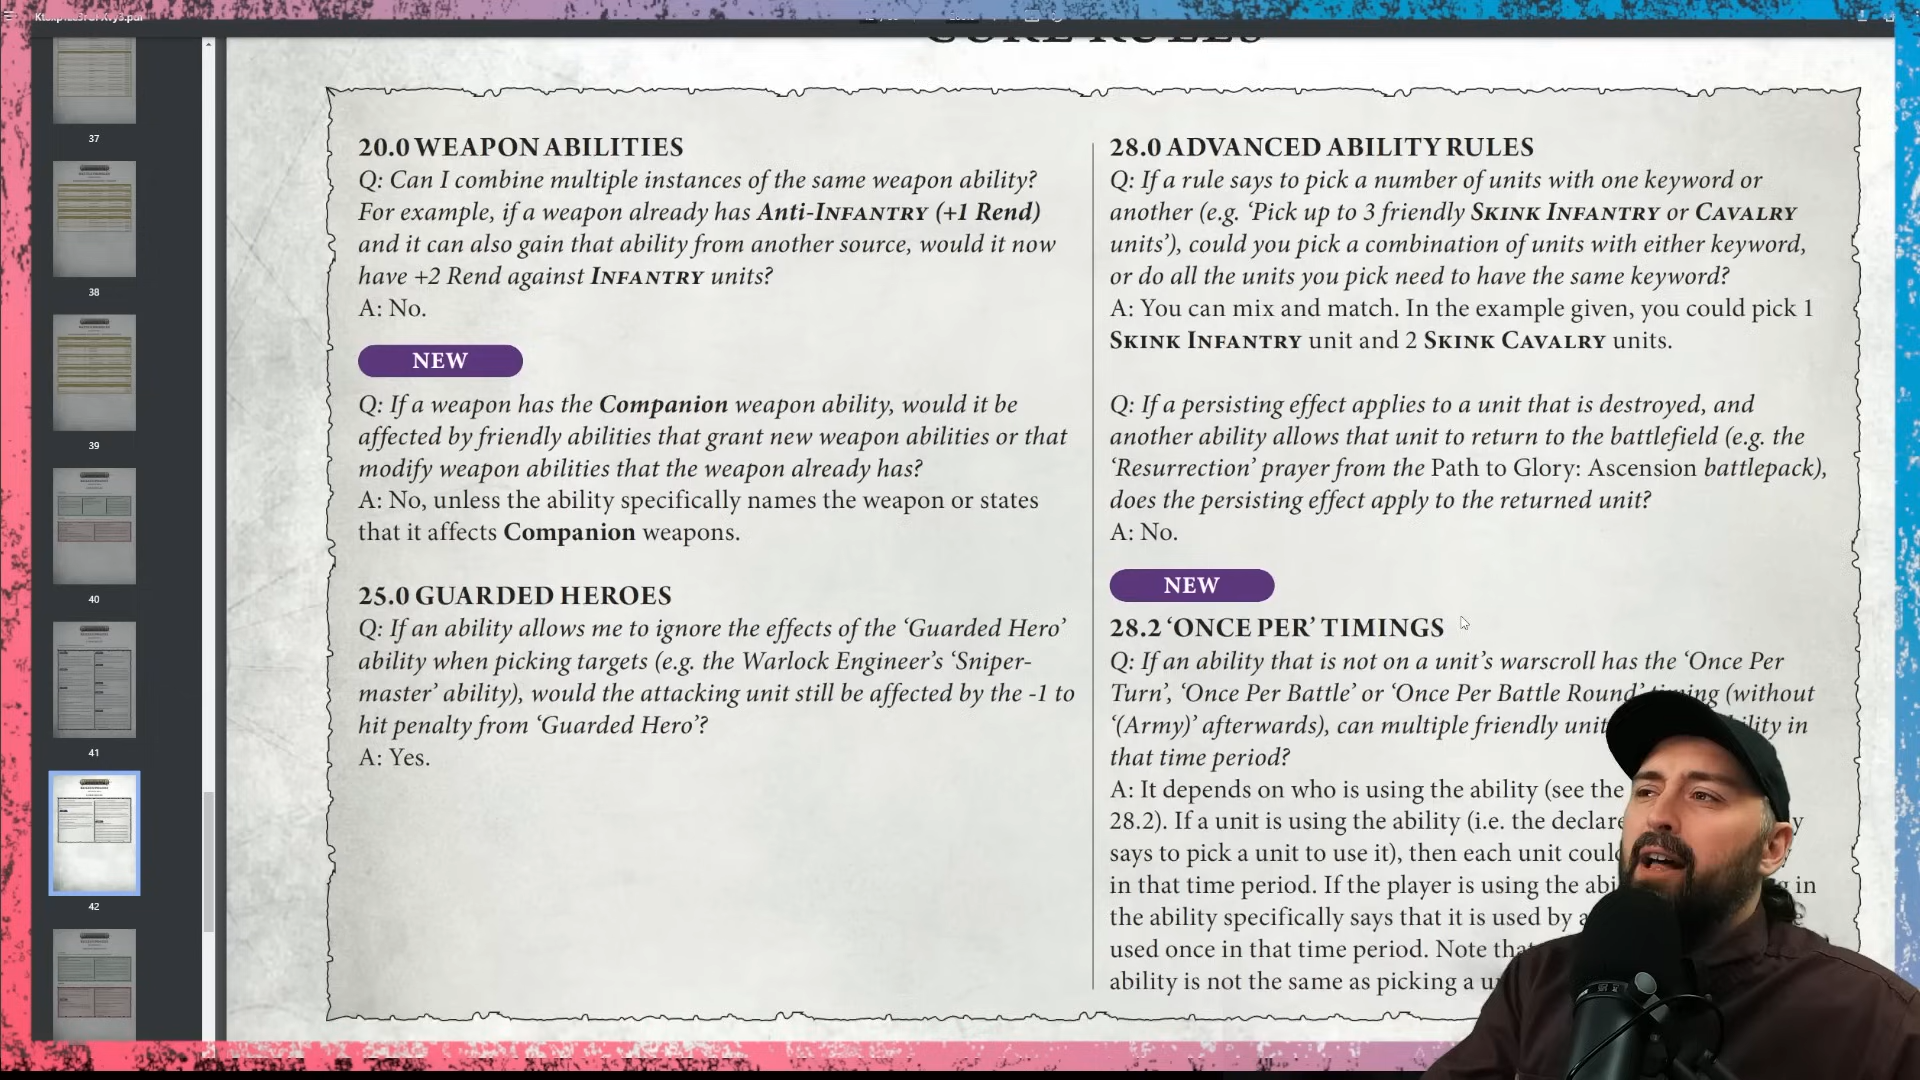 CORE RULES
37
38
39
40
41
42
20.0 WEAPON ABILITIES
Q: Can I combine multiple instances of the same weapon ability?
For example, if a weapon already has Anti-INFANTRY (+1 Rend)
and it can also gain that ability from another source, would it now
have +2 Rend against INFANTRY units?
A: No.
NEW
Q: If a weapon has the Companion weapon ability, would it be
affected by friendly abilities that grant new weapon abilities or that
modify weapon abilities that the weapon already has?
A: No, unless the ability specifically names the weapon or states
that it affects Companion weapons.
25.0 GUARDED HEROES
Q: If an ability allows me to ignore the effects of the ‘Guarded Hero’
ability when picking targets (e.g. the Warlock Engineer’s ‘Sniper-
master’ ability), would the attacking unit still be affected by the -1 to
hit penalty from ‘Guarded Hero’?
A: Yes.
28.0 ADVANCED ABILITY RULES
Q: If a rule says to pick a number of units with one keyword or
another (e.g. ‘Pick up to 3 friendly SKINK INFANTRY or CAVALRY
units’), could you pick a combination of units with either keyword,
or do all the units you pick need to have the same keyword?
A: You can mix and match. In the example given, you could pick 1
SKINK INFANTRY unit and 2 SKINK CAVALRY units.
Q: If a persisting effect applies to a unit that is destroyed, and
another ability allows that unit to return to the battlefield (e.g. the
‘Resurrection’ prayer from the Path to Glory: Ascension battlepack),
does the persisting effect apply to the returned unit?
A: No.
NEW
28.2 ‘ONCE PER’ TIMINGS
Q: If an ability that is not on a unit’s warscroll has the ‘Once Per
Turn’, ‘Once Per Battle’ or ‘Once Per Battle Round’ timing (without
‘(Army)’ afterwards), can multiple friendly in
that time period?
A: It depends on who is using the ability (see the
28.2). If a unit is using the ability (i.e. the
says to pick a unit to use it), then each unit
in that time period. If the player is using the in
the ability specifically says that it is used by
used once in that time period. Note
ability is not the same as picking a